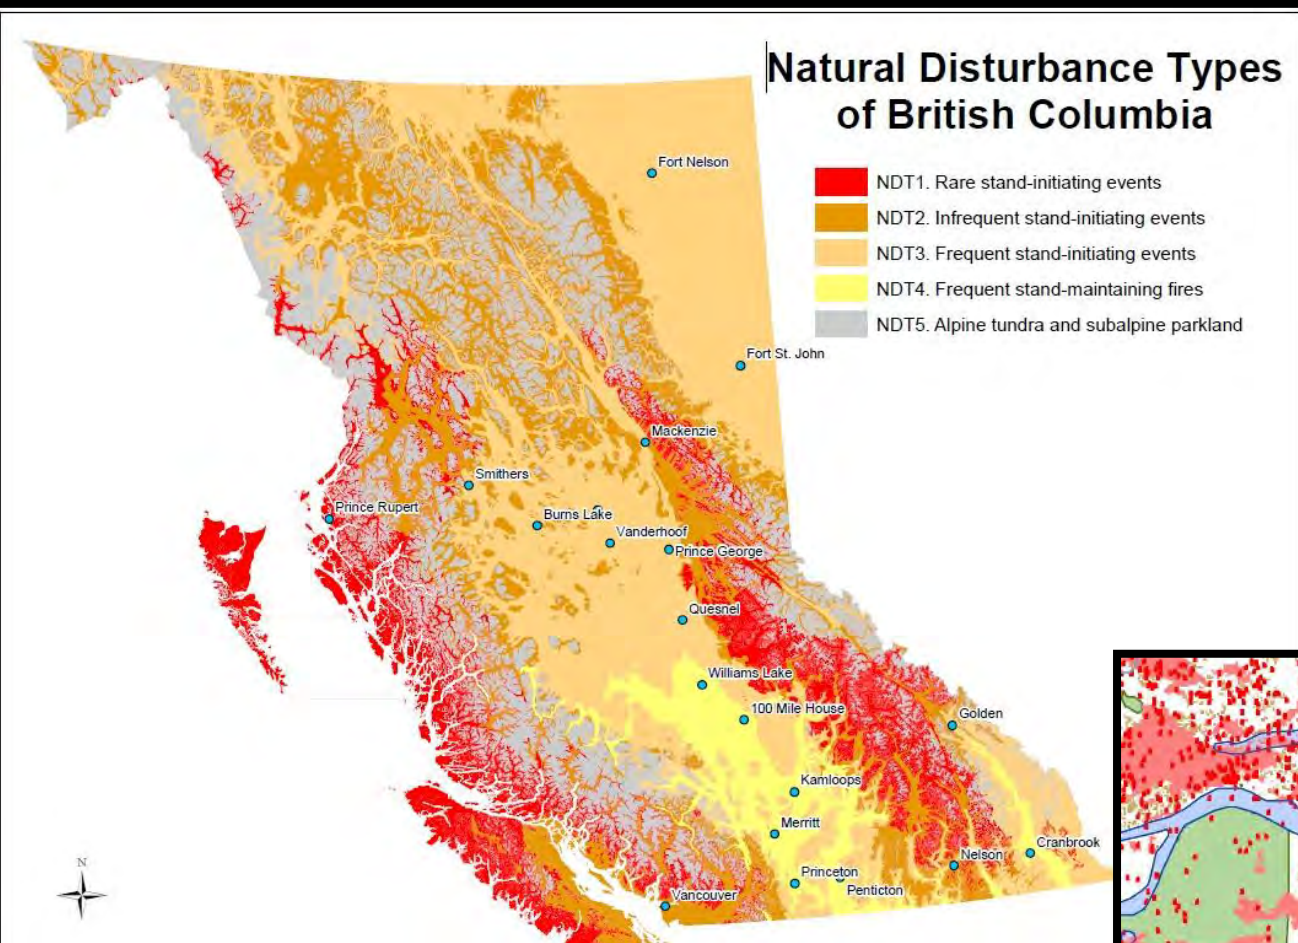 Natural Disturbance Types
of British Columbia
NDT1. Rare stand-initiating events
NDT2. Infrequent stand-initiating events
NDT3. Frequent stand-initiating events
NDT4. Frequent stand-maintaining fires
NDT5. Alpine tundra and subalpine parkland
Fort Nelson
Fort St. John
Mackenzie
Smithers
Prince Rupert
Burns Lake
Vanderhoof
Prince George
Quesnel
Williams Lake
100 Mile House
Golden
Kamloops
Merritt
Cranbrook
Nelson
Princeton
Penticton
Vancouver
N